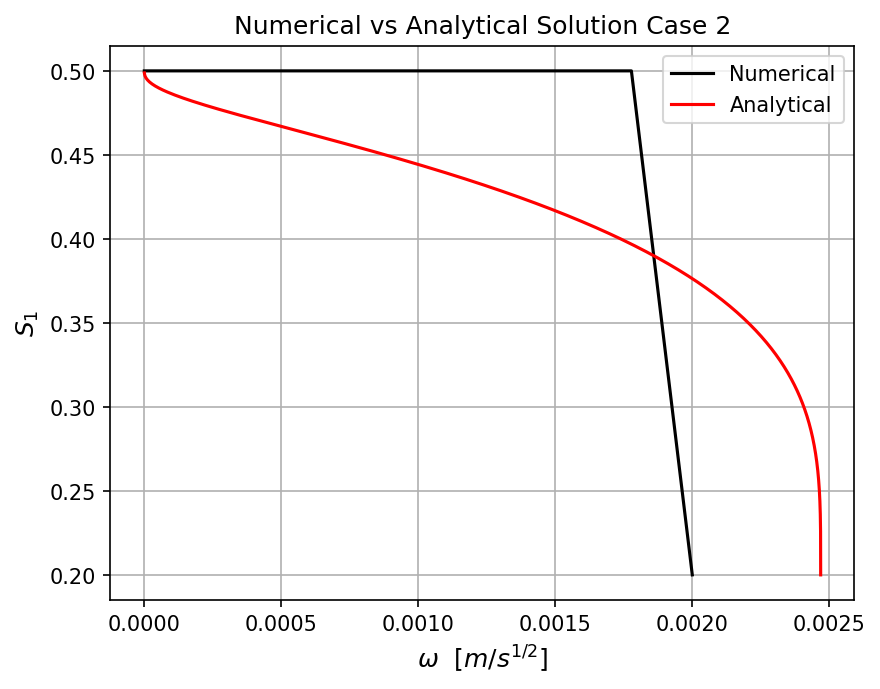 Numerical vs Analytical Solution Case 2
Numerical
Analytical
0.50
0.45
0.40
0.35
0.30
0.25
0.20
S₁
0.0000 0.0005 0.0010 0.0015 0.0020 0.0025
ω [m/s^{1/2}]